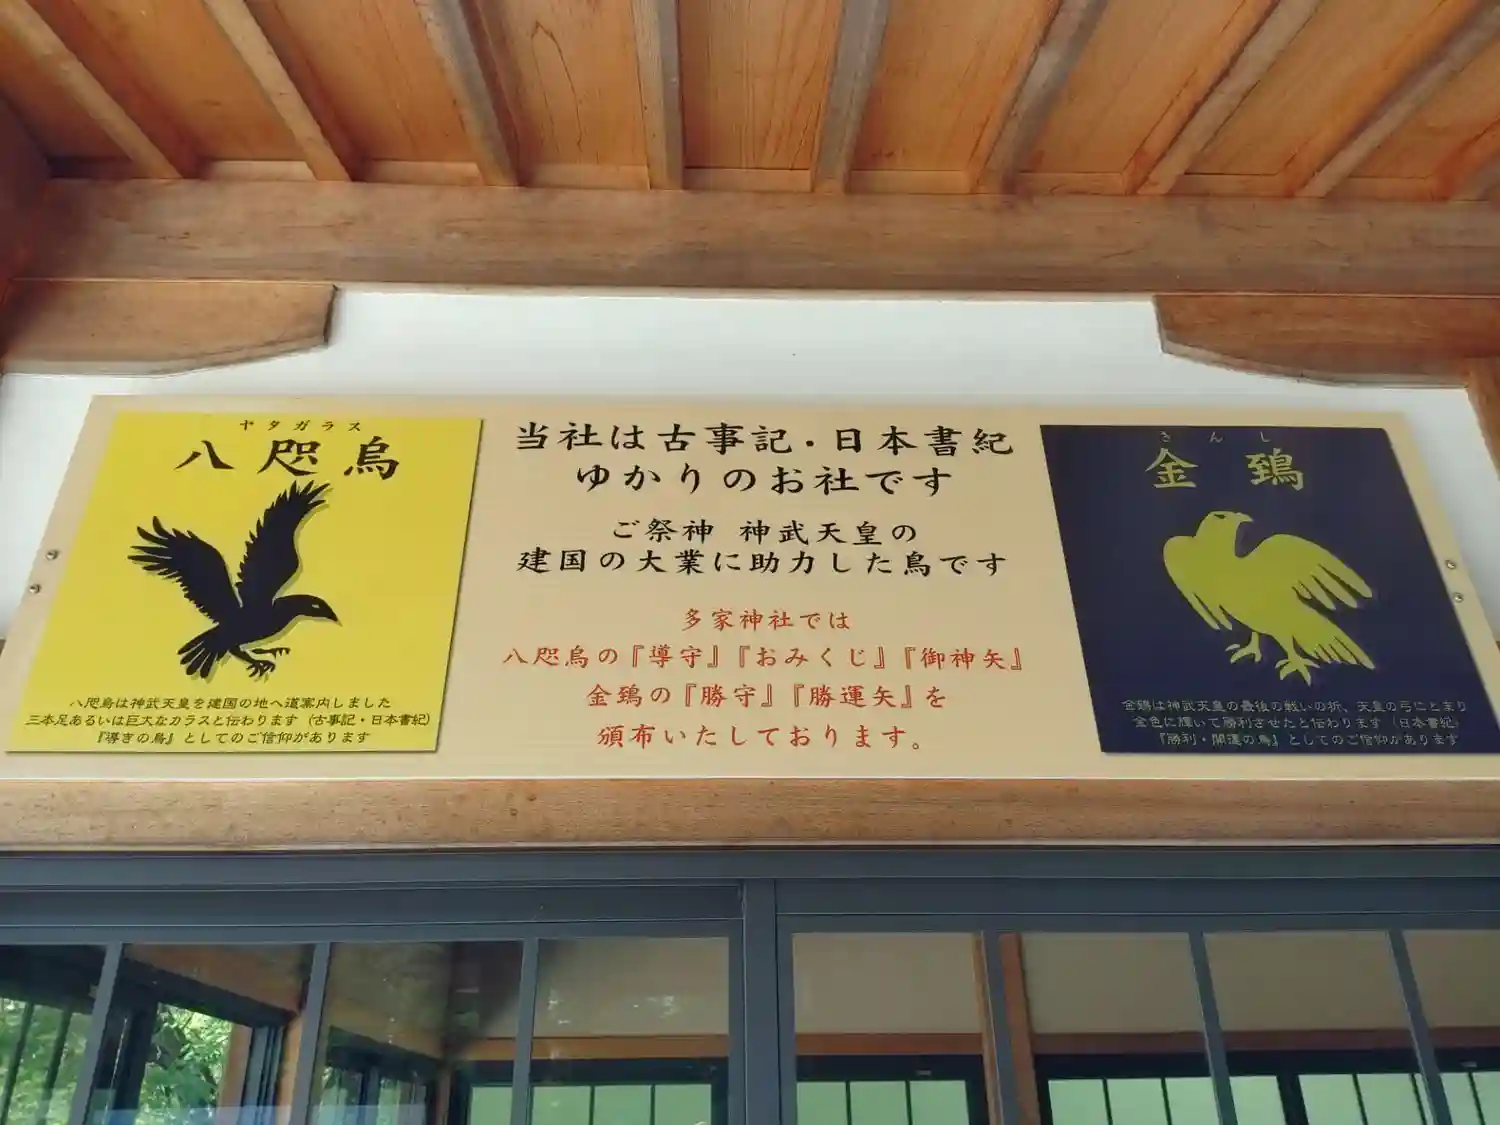 ヤタガラス
八咫烏
八咫烏は神武天皇を建国の地へ道案内しました
三本足あるいは巨大なカラスと伝わります（古事記・日本書紀）
『導きの鳥』としてのご信仰があります
当社は古事記・日本書紀
ゆかりのお社です
ご祭神 神武天皇の
建国の大業に助力した鳥です
多家神社では
八咫烏の『導守』『おみくじ』『御神矢』
金鵄の『勝守』『勝運矢』を
頒布いたしております。
きんし
金鵄
金鵄は神武天皇の最後の戦いの折、天皇の弓にとまり
金色に輝いて勝利させたと伝わります（日本書紀）
『勝利・開運の鳥』としてのご信仰があります